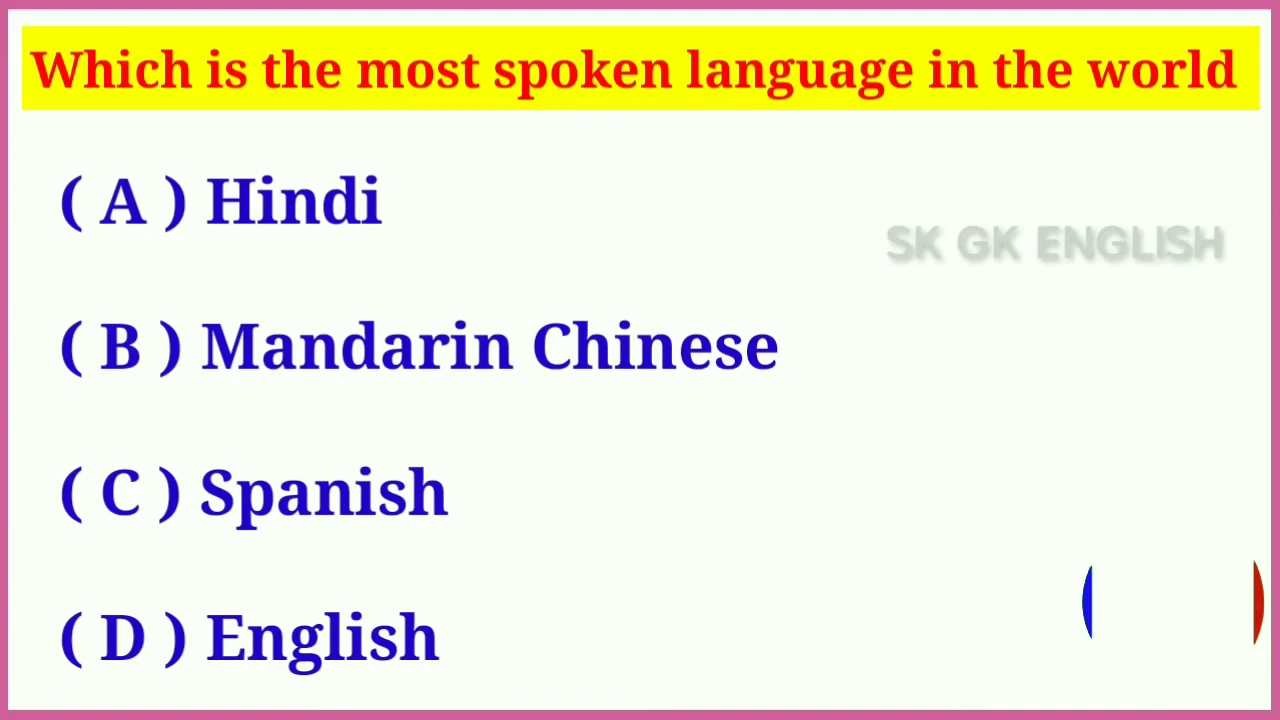 Which is the most spoken language in the world
( A ) Hindi
SK GK ENGLISH
( B ) Mandarin Chinese
( C ) Spanish
( D ) English